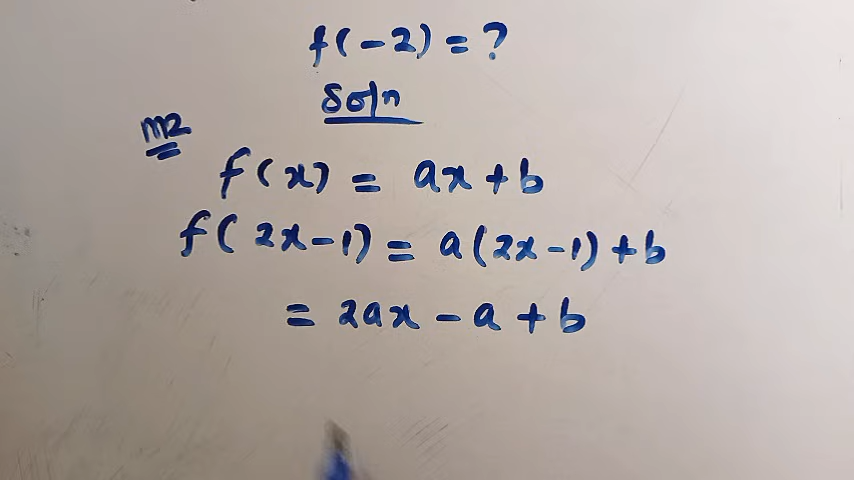 f(-2) = ?
Soln
m2
f(x) = ax + b
f(2x-1) = a(2x-1) + b
= 2ax - a + b